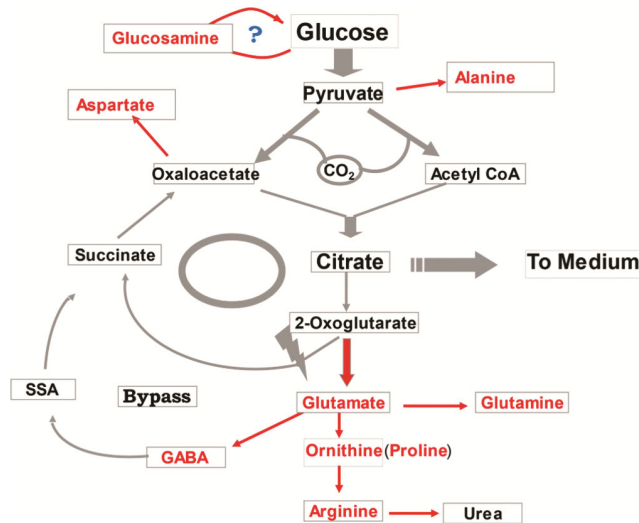 Glucosamine
?
Glucose
Pyruvate
Alanine
Aspartate
Oxaloacetate
CO2
Acetyl CoA
Succinate
Citrate
To Medium
2-Oxoglutarate
SSA
Bypass
Glutamate
Glutamine
GABA
Ornithine (Proline)
Arginine
Urea